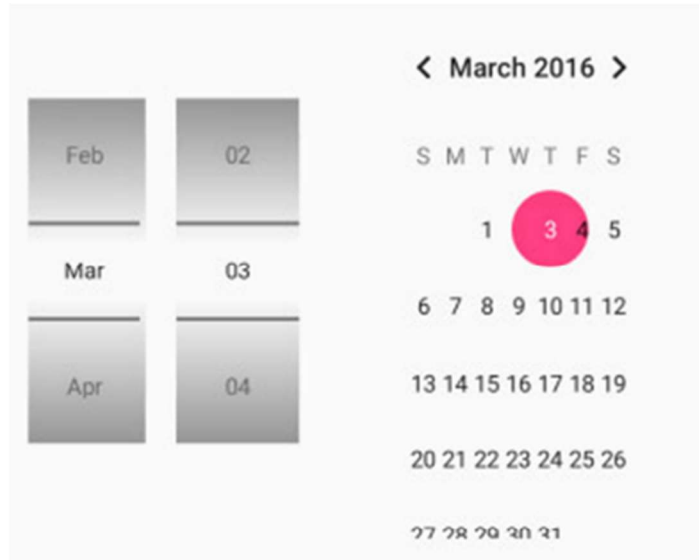 Feb 02
Mar 03
Apr 04
March 2016
S M T W T F S
1 3 4 5
6 7 8 9 10 11 12
13 14 15 16 17 18 19
20 21 22 23 24 25 26
27 28 29 30 31